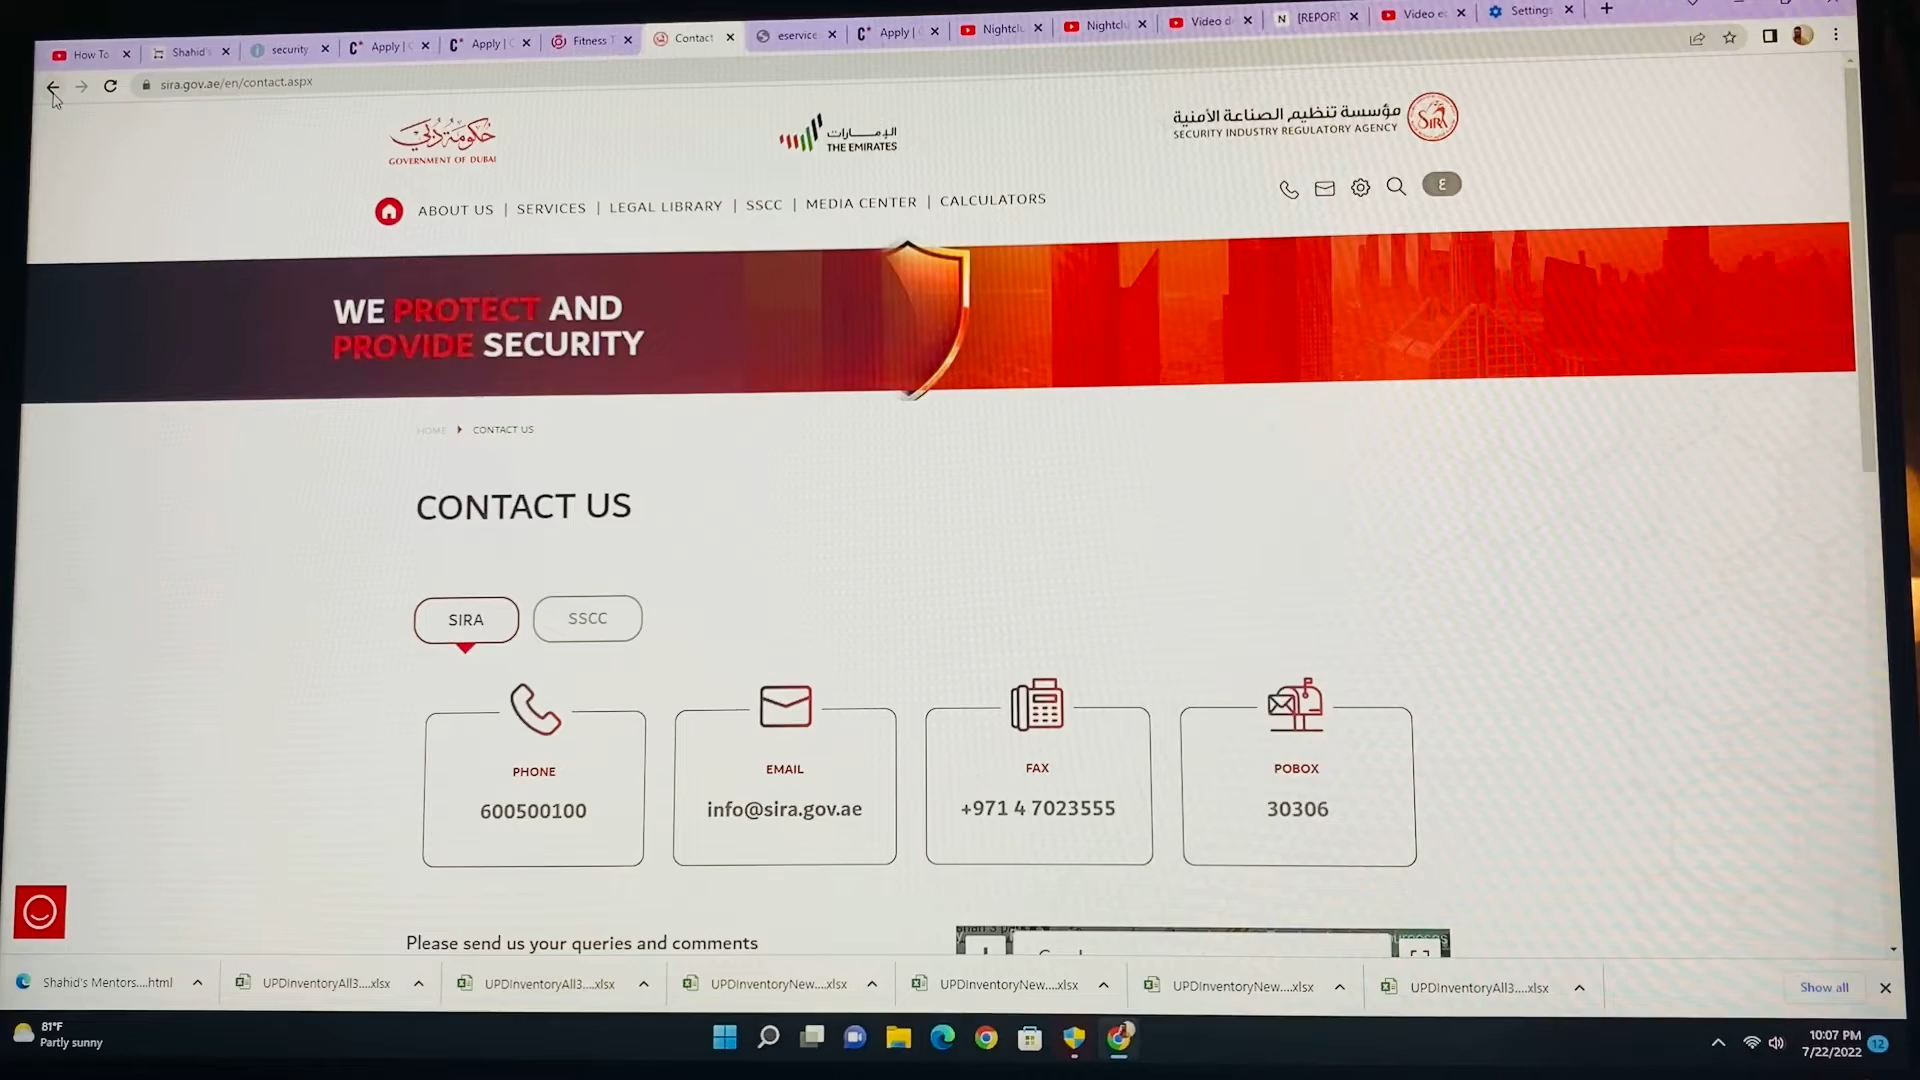 How To
Shahid's
security
Apply |
Apply |
Fitness T
Contact
eservice
Apply |
Nightclu
Nightclu
Video d
[REPOR
Video e
Settings
sira.gov.ae/en/contact.aspx
حكومة دبي
GOVERNMENT OF DUBAI
الإمارات
THE EMIRATES
مؤسسة تنظيم الصناعة الأمنية
SECURITY INDUSTRY REGULATORY AGENCY
SIRA
ع
ABOUT US | SERVICES | LEGAL LIBRARY | SSCC | MEDIA CENTER | CALCULATORS
WE PROTECT AND
PROVIDE SECURITY
HOME CONTACT US
CONTACT US
SIRA
SSCC
PHONE
600500100
EMAIL
info@sira.gov.ae
FAX
+971 4 7023555
POBOX
30306
Please send us your queries and comments
Shahid's Mentors....html
UPDInventoryAll3....xlsx
UPDInventoryAll3....xlsx
UPDInventoryNew....xlsx
UPDInventoryNew....xlsx
UPDInventoryNew....xlsx
UPDInventoryAll3....xlsx
Show all
81°F
Partly sunny
10:07 PM
7/22/2022
12